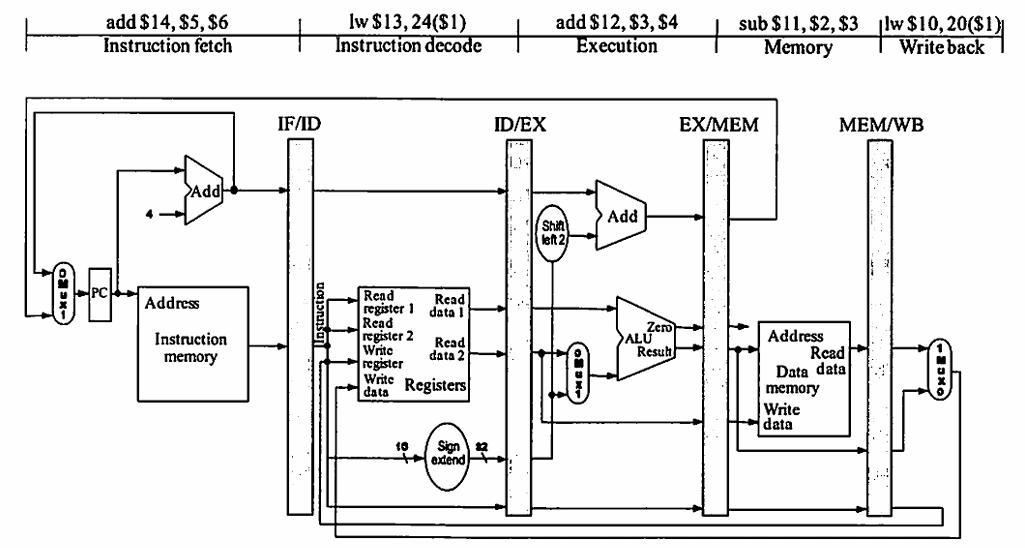 add $14, $5, $6
lw $13, 24($1)
add $12, $3, $4
sub $11, $2, $3
lw $10, 20($1)
Instruction fetch
Instruction decode
Execution
Memory
Write back
IF/ID
ID/EX
EX/MEM
MEM/WB
Add
4
Add
Shift
left 2
0
M
u
x
1
PC
Address
Instruction
memory
Instruction
Read
register 1
Read
register 2
Write
register
Write
data
Read
data 1
Read
data 2
Registers
16
Sign
extend
32
0
M
u
x
1
Zero
ALU
Result
Address
Read
data
Data
memory
Write
data
1
M
u
x
0